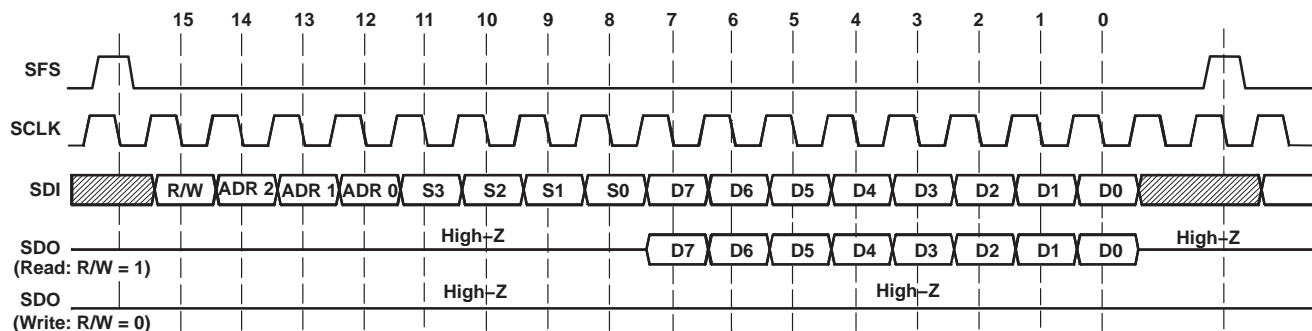 15 14 13 12 11 10 9 8 7 6 5 4 3 2 1 0
SFS
SCLK
SDI R/W ADR 2 ADR 1 ADR 0 S3 S2 S1 S0 D7 D6 D5 D4 D3 D2 D1 D0
High–Z
SDO D7 D6 D5 D4 D3 D2 D1 D0 High–Z
(Read: R/W = 1)
High–Z High–Z
SDO
(Write: R/W = 0)